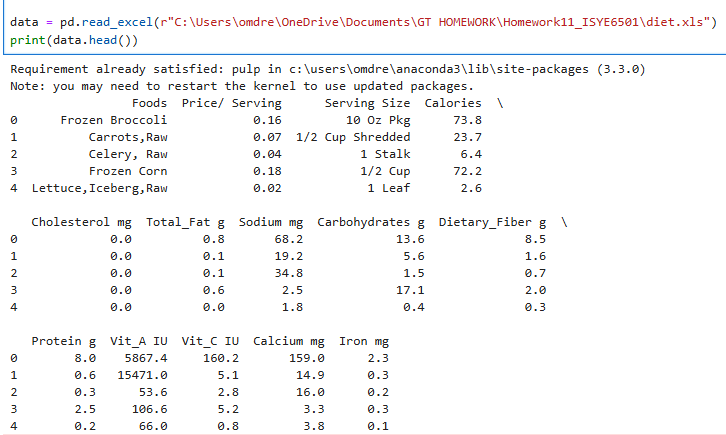 data = pd.read_excel(r"C:\Users\omdre\OneDrive\Documents\GT HOMEWORK\Homework11_ISYE6501\diet.xls")
print(data.head())
Requirement already satisfied: pulp in c:\users\omdre\anaconda3\lib\site-packages (3.3.0)
Note: you may need to restart the kernel to use updated packages.
Foods Price/ Serving Serving Size Calories \
0 Frozen Broccoli 0.16 10 Oz Pkg 73.8
1 Carrots,Raw 0.07 1/2 Cup Shredded 23.7
2 Celery, Raw 0.04 1 Stalk 6.4
3 Frozen Corn 0.18 1/2 Cup 72.2
4 Lettuce,Iceberg,Raw 0.02 1 Leaf 2.6
Cholesterol mg Total_Fat g Sodium mg Carbohydrates g Dietary_Fiber g \
0 0.0 0.8 68.2 13.6 8.5
1 0.0 0.1 19.2 5.6 1.6
2 0.0 0.1 34.8 1.5 0.7
3 0.0 0.6 2.5 17.1 2.0
4 0.0 0.0 1.8 0.4 0.3
Protein g Vit_A IU Vit_C IU Calcium mg Iron mg
0 8.0 5867.4 160.2 159.0 2.3
1 0.6 15471.0 5.1 14.9 0.3
2 0.3 53.6 2.8 16.0 0.2
3 2.5 106.6 5.2 3.3 0.3
4 0.2 66.0 0.8 3.8 0.1